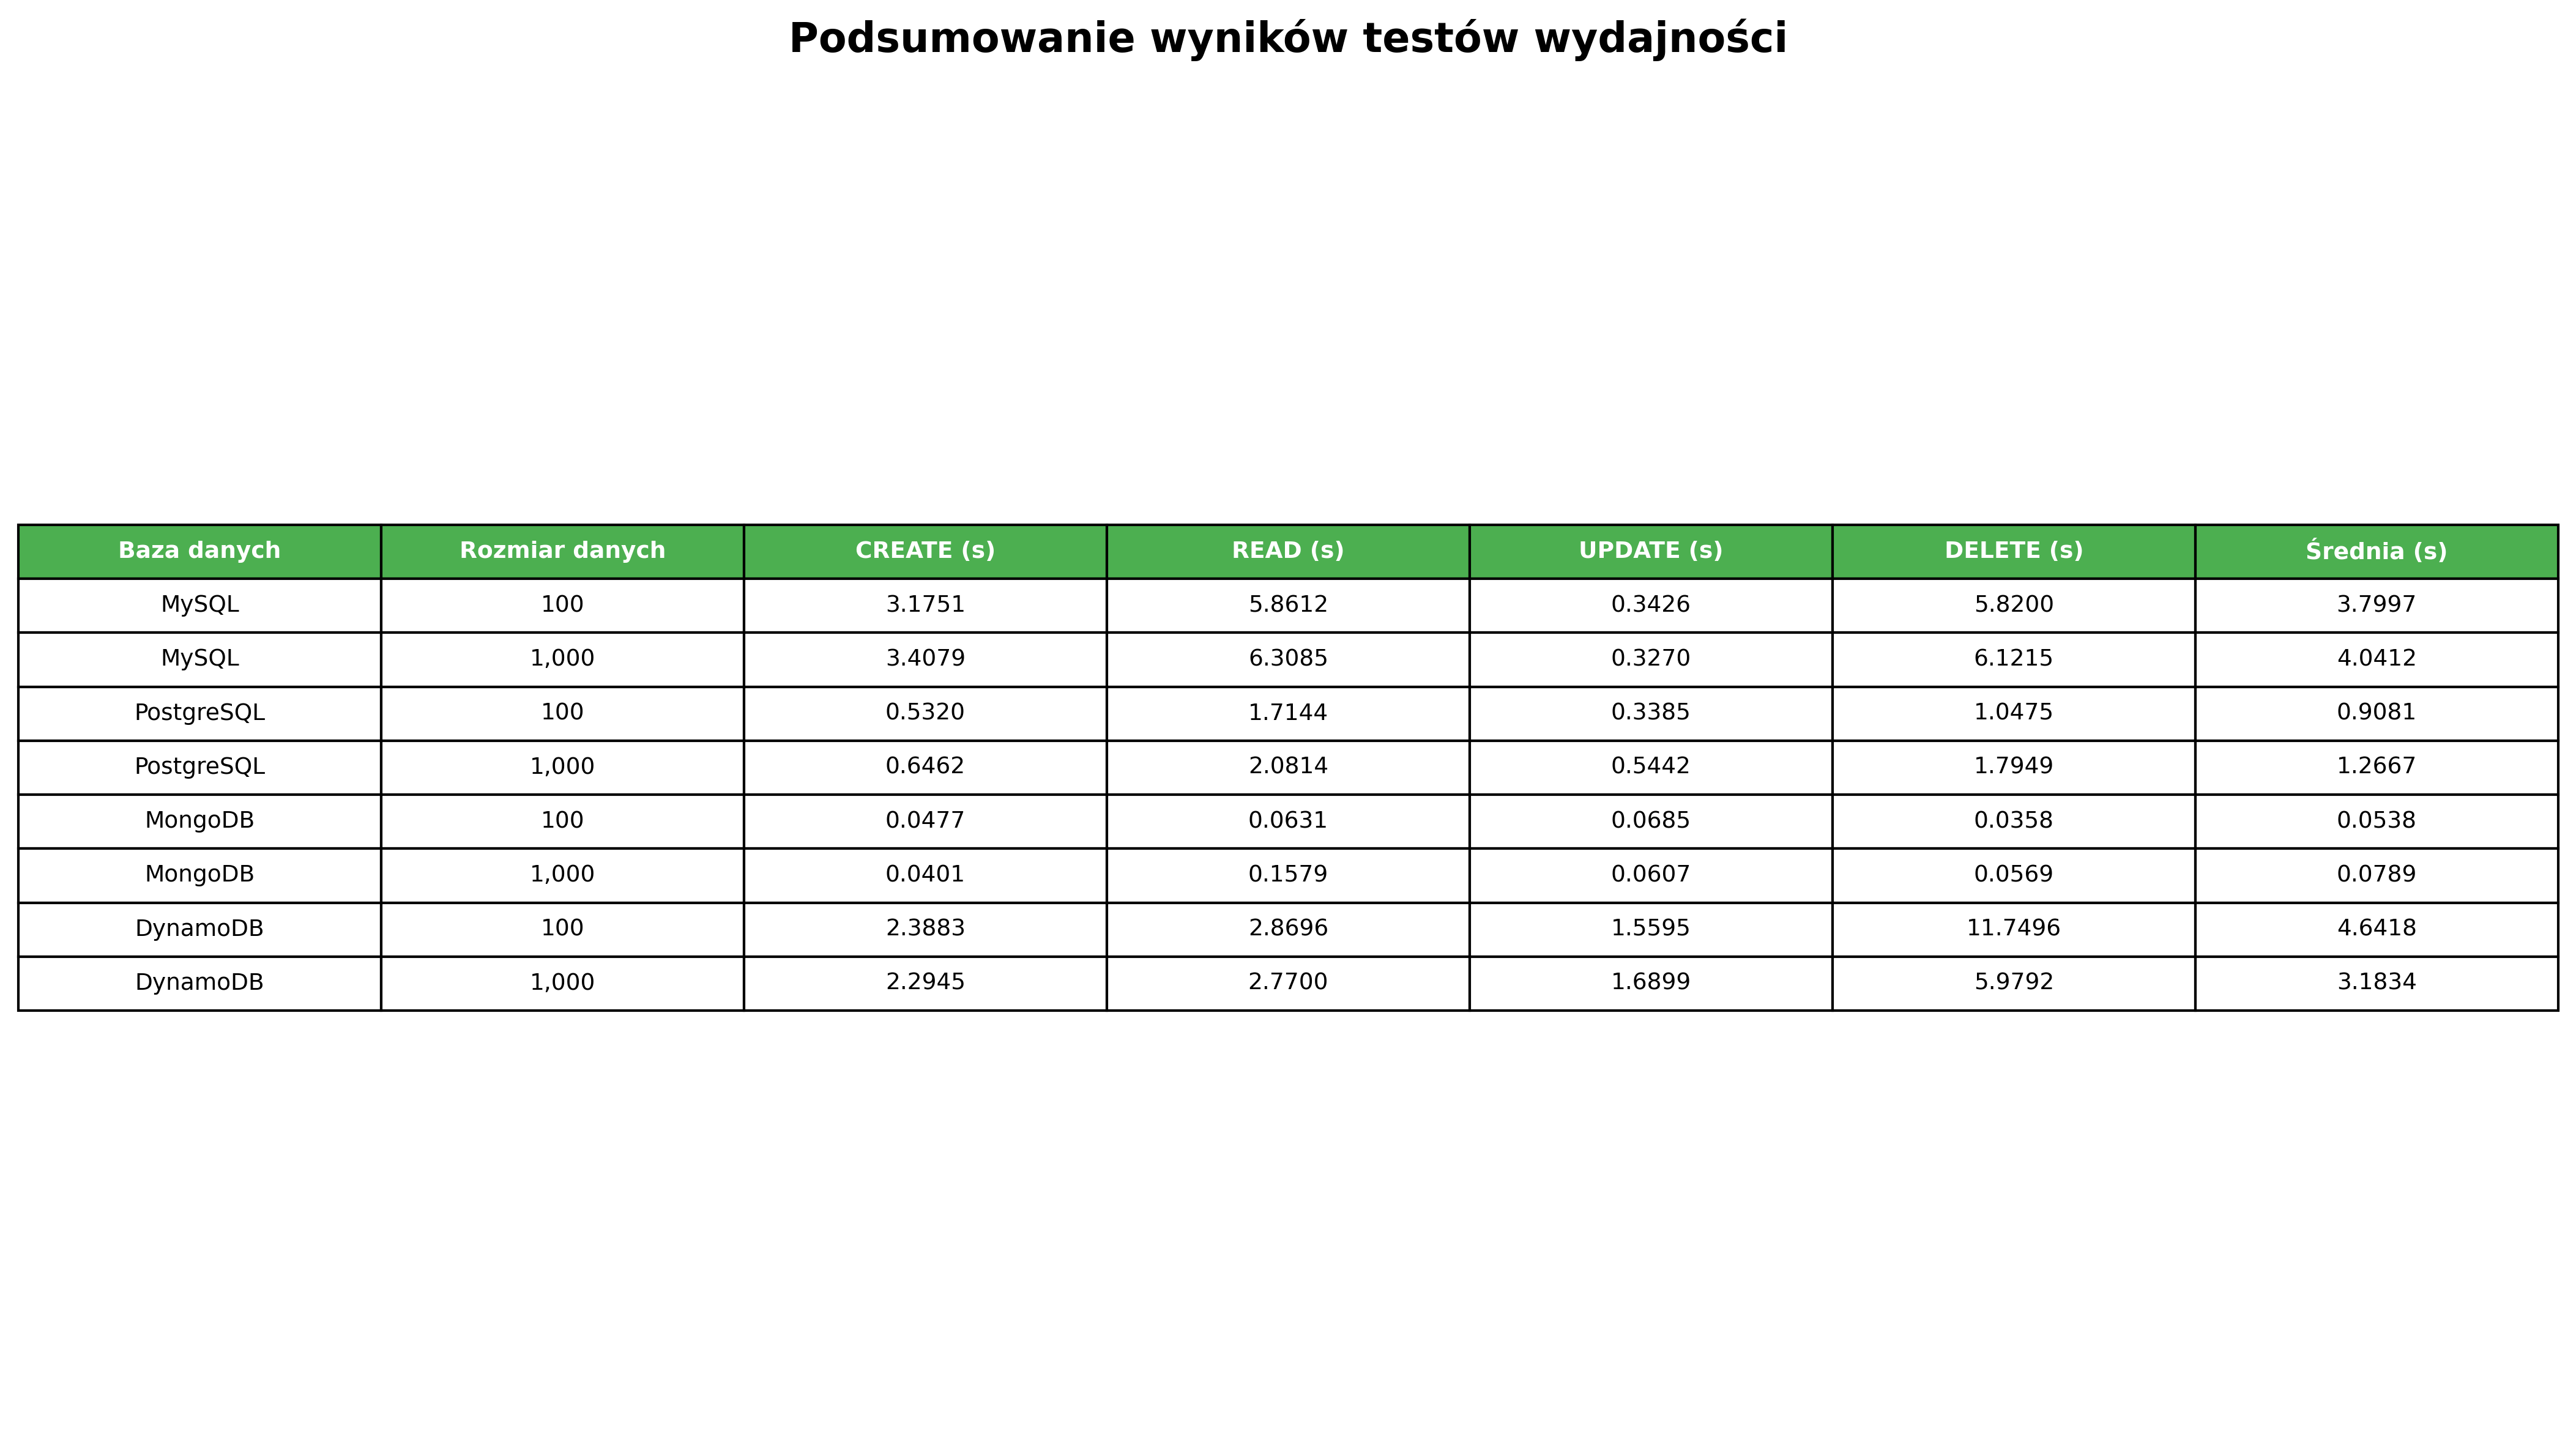 Podsumowanie wyników testów wydajności
Baza danych Rozmiar danych CREATE (s) READ (s) UPDATE (s) DELETE (s) Średnia (s)
MySQL 100 3.1751 5.8612 0.3426 5.8200 3.7997
MySQL 1,000 3.4079 6.3085 0.3270 6.1215 4.0412
PostgreSQL 100 0.5320 1.7144 0.3385 1.0475 0.9081
PostgreSQL 1,000 0.6462 2.0814 0.5442 1.7949 1.2667
MongoDB 100 0.0477 0.0631 0.0685 0.0358 0.0538
MongoDB 1,000 0.0401 0.1579 0.0607 0.0569 0.0789
DynamoDB 100 2.3883 2.8696 1.5595 11.7496 4.6418
DynamoDB 1,000 2.2945 2.7700 1.6899 5.9792 3.1834